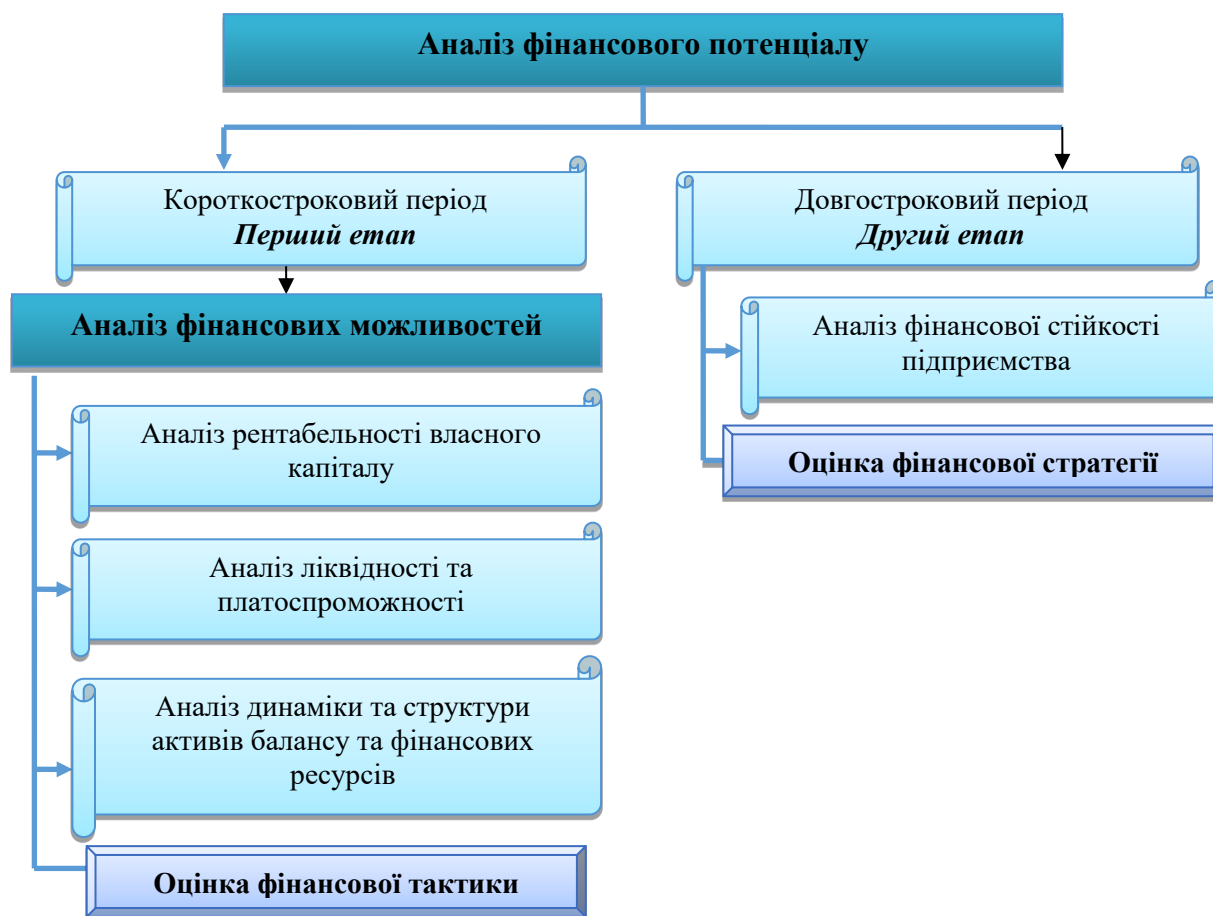 Аналіз фінансового потенціалу
Короткостроковий період
Перший етап
Довгостроковий період
Другий етап
Аналіз фінансових можливостей
Аналіз фінансової стійкості
підприємства
Аналіз рентабельності власного
капіталу
Оцінка фінансової стратегії
Аналіз ліквідності та
платоспроможності
Аналіз динаміки та структури
активів балансу та фінансових
ресурсів
Оцінка фінансової тактики